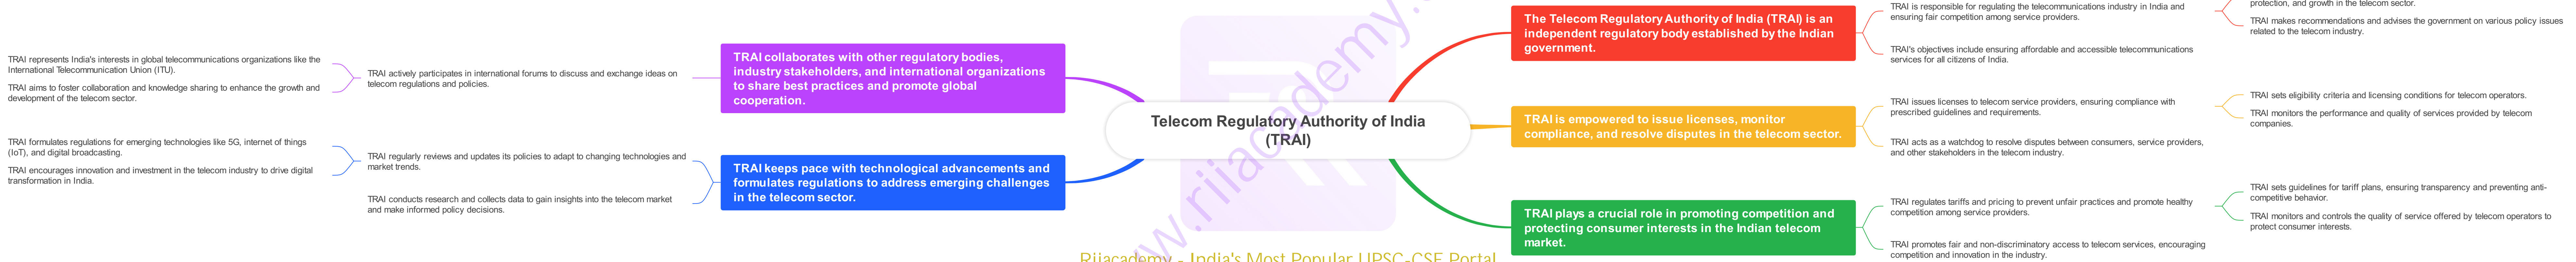 Telecom Regulatory Authority of India
(TRAI)
The Telecom Regulatory Authority of India (TRAI) is an
independent regulatory body established by the Indian
government.
TRAI is responsible for regulating the telecommunications industry in India and
ensuring fair competition among service providers.
protection, and growth in the telecom sector.
TRAI makes recommendations and advises the government on various policy issues
related to the telecom industry.
TRAI's objectives include ensuring affordable and accessible telecommunications
services for all citizens of India.
TRAI is empowered to issue licenses, monitor
compliance, and resolve disputes in the telecom sector.
TRAI issues licenses to telecom service providers, ensuring compliance with
prescribed guidelines and requirements.
TRAI sets eligibility criteria and licensing conditions for telecom operators.
TRAI monitors the performance and quality of services provided by telecom
companies.
TRAI acts as a watchdog to resolve disputes between consumers, service providers,
and other stakeholders in the telecom industry.
TRAI plays a crucial role in promoting competition and
protecting consumer interests in the Indian telecom
market.
TRAI regulates tariffs and pricing to prevent unfair practices and promote healthy
competition among service providers.
TRAI sets guidelines for tariff plans, ensuring transparency and preventing anti-
competitive behavior.
TRAI monitors and controls the quality of service offered by telecom operators to
protect consumer interests.
TRAI promotes fair and non-discriminatory access to telecom services, encouraging
competition and innovation in the industry.
TRAI collaborates with other regulatory bodies,
industry stakeholders, and international organizations
to share best practices and promote global
cooperation.
TRAI actively participates in international forums to discuss and exchange ideas on
telecom regulations and policies.
TRAI represents India's interests in global telecommunications organizations like the
International Telecommunication Union (ITU).
TRAI aims to foster collaboration and knowledge sharing to enhance the growth and
development of the telecom sector.
TRAI keeps pace with technological advancements and
formulates regulations to address emerging challenges
in the telecom sector.
TRAI regularly reviews and updates its policies to adapt to changing technologies and
market trends.
TRAI formulates regulations for emerging technologies like 5G, internet of things
(IoT), and digital broadcasting.
TRAI encourages innovation and investment in the telecom industry to drive digital
transformation in India.
TRAI conducts research and collects data to gain insights into the telecom market
and make informed policy decisions.
www.rijacademy.
Rijacademy - India's Most Popular UPSC-CSE Portal